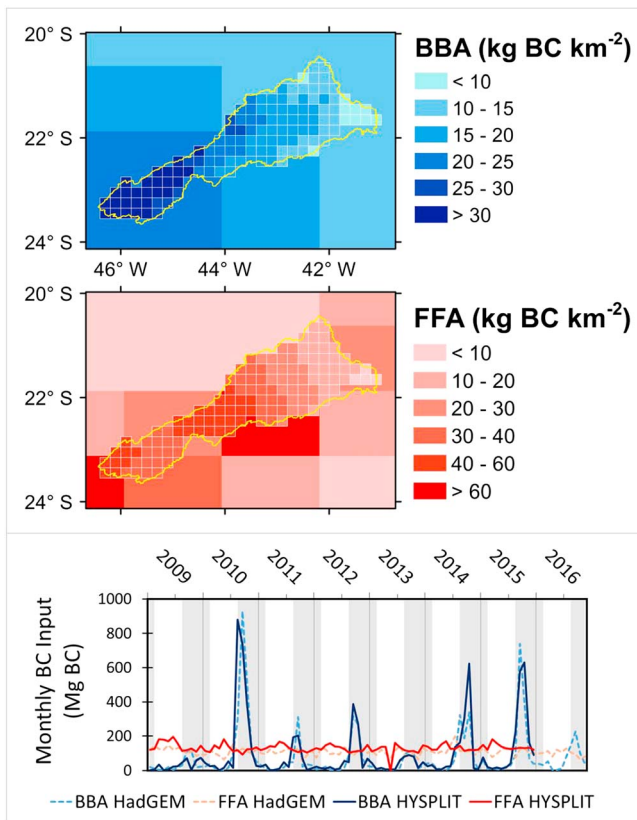 20° S
22° S
24° S
46° W 44° W 42° W
BBA (kg BC km-2)
< 10
10 - 15
15 - 20
20 - 25
25 - 30
> 30
20° S
22° S
24° S
FFA (kg BC km-2)
< 10
10 - 20
20 - 30
30 - 40
40 - 60
> 60
2009 2010 2011 2012 2013 2014 2015 2016
Monthly BC Input
(Mg BC)
1000
800
600
400
200
0
BBA HadGEM FFA HadGEM BBA HYSPLIT FFA HYSPLIT